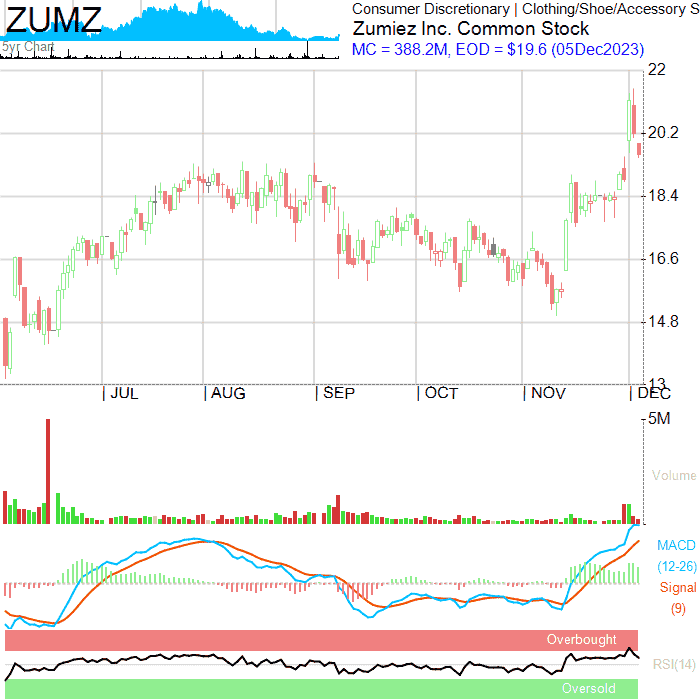 ZUMZ
5yr Chart
Consumer Discretionary | Clothing/Shoe/Accessory S
Zumiez Inc. Common Stock
MC = 388.2M, EOD = $19.6 (05Dec2023)
22
20.2
18.4
16.6
14.8
13
| JUL | AUG | SEP | OCT | NOV | DEC
5M
Volume
MACD
(12-26)
Signal
(9)
Overbought
RSI(14)
Oversold